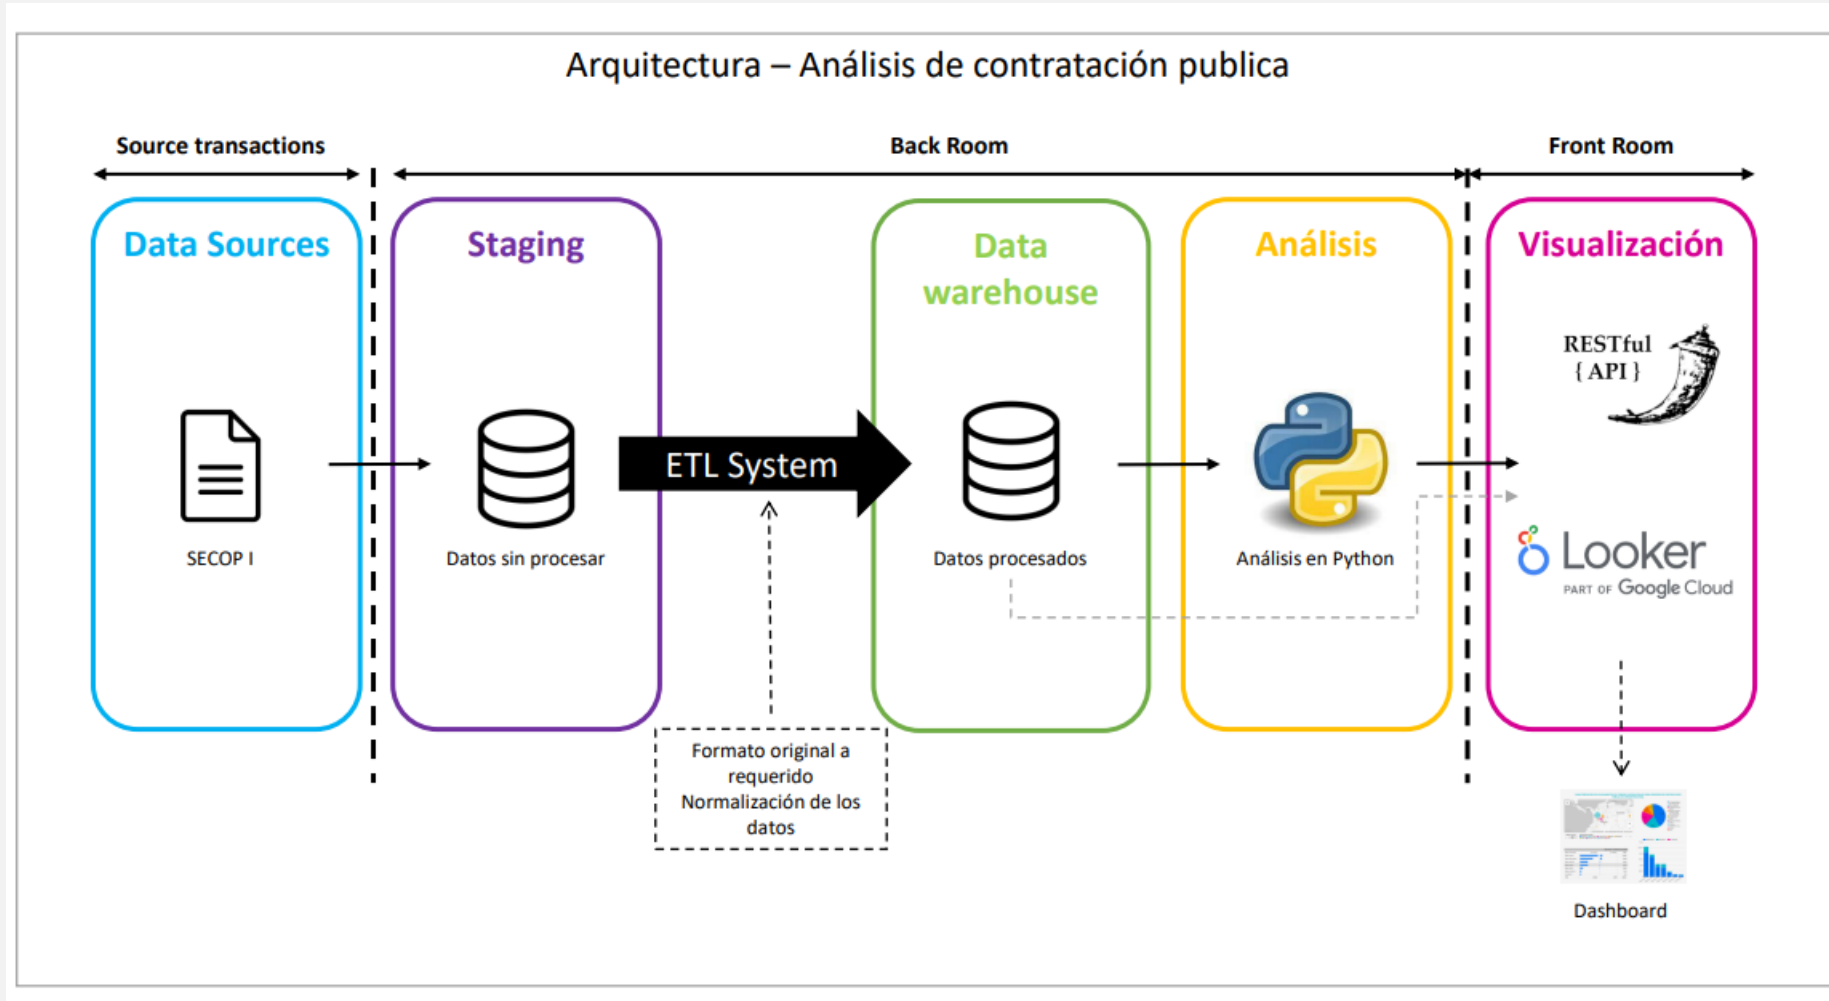 Arquitectura – Análisis de contratación publica
Source transactions
Back Room
Front Room
Data Sources
Staging
Data
warehouse
Análisis
Visualización
RESTful
{ API }
ETL System
SECOP I
Datos sin procesar
Datos procesados
Análisis en Python
Looker
PART OF Google Cloud
Formato original a
requerido
Normalización de los
datos
Dashboard